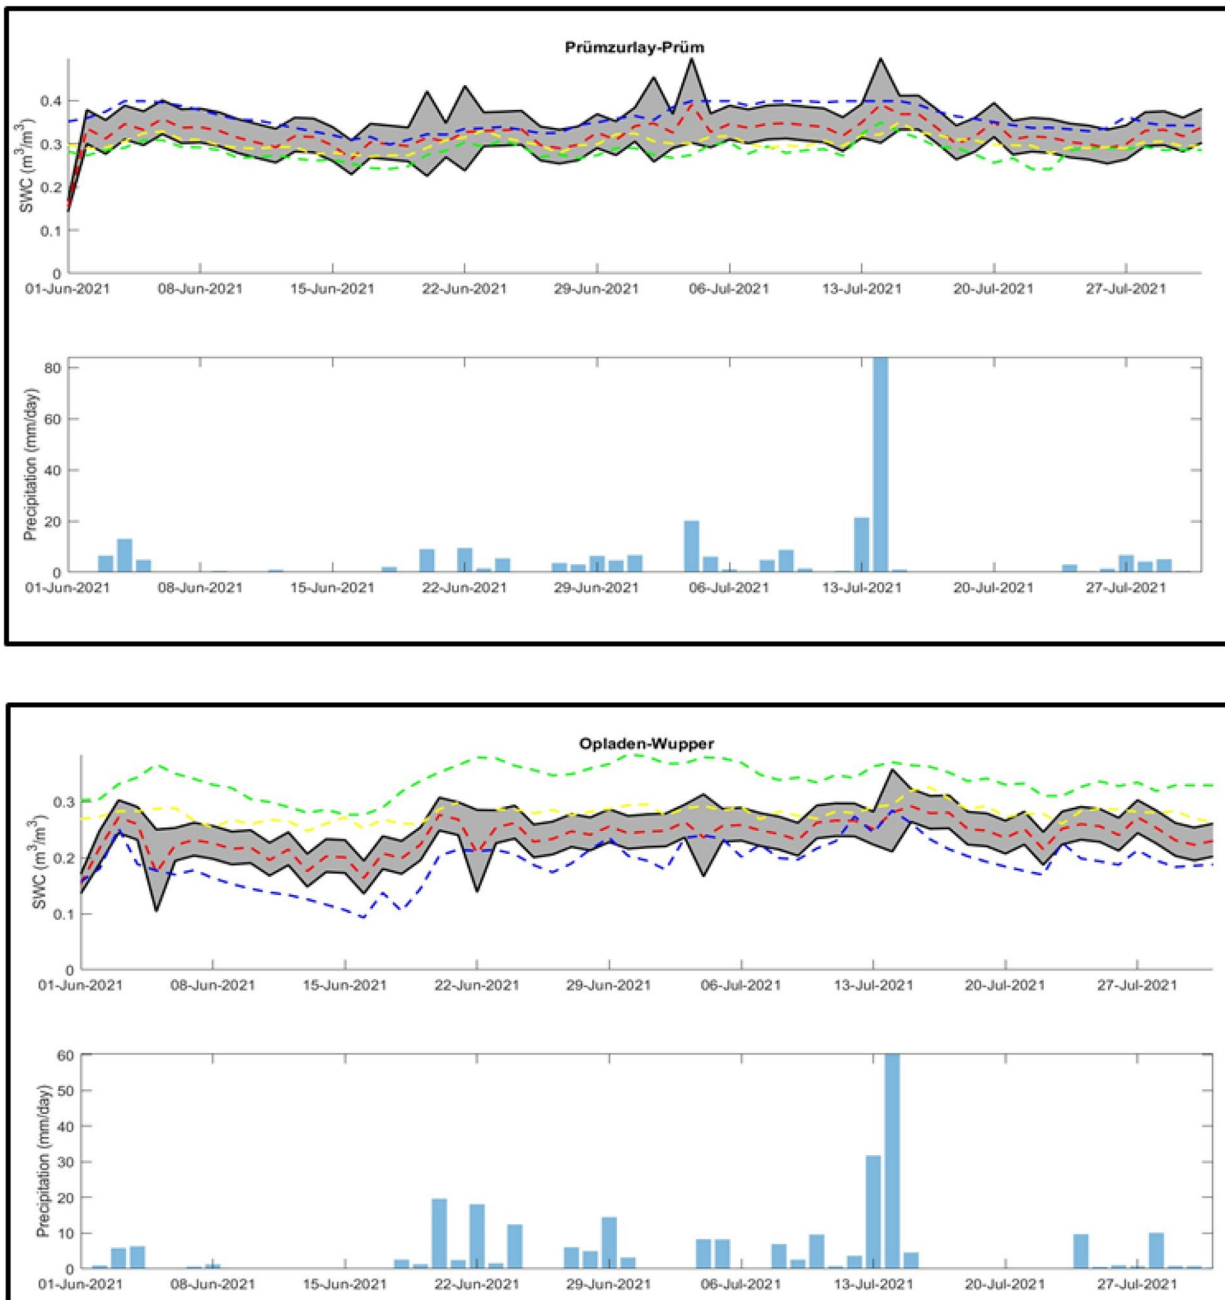 Prümzurlay-Prüm
SWC (m³/m³)
0.4
0.3
0.2
0.1
0
01-Jun-2021 08-Jun-2021 15-Jun-2021 22-Jun-2021 29-Jun-2021 06-Jul-2021 13-Jul-2021 20-Jul-2021 27-Jul-2021
Precipitation (mm/day)
80
60
40
20
0
01-Jun-2021 08-Jun-2021 15-Jun-2021 22-Jun-2021 29-Jun-2021 06-Jul-2021 13-Jul-2021 20-Jul-2021 27-Jul-2021
Opladen-Wupper
SWC (m³/m³)
0.3
0.2
0.1
0
01-Jun-2021 08-Jun-2021 15-Jun-2021 22-Jun-2021 29-Jun-2021 06-Jul-2021 13-Jul-2021 20-Jul-2021 27-Jul-2021
Precipitation (mm/day)
60
50
40
30
20
10
0
01-Jun-2021 08-Jun-2021 15-Jun-2021 22-Jun-2021 29-Jun-2021 06-Jul-2021 13-Jul-2021 20-Jul-2021 27-Jul-2021